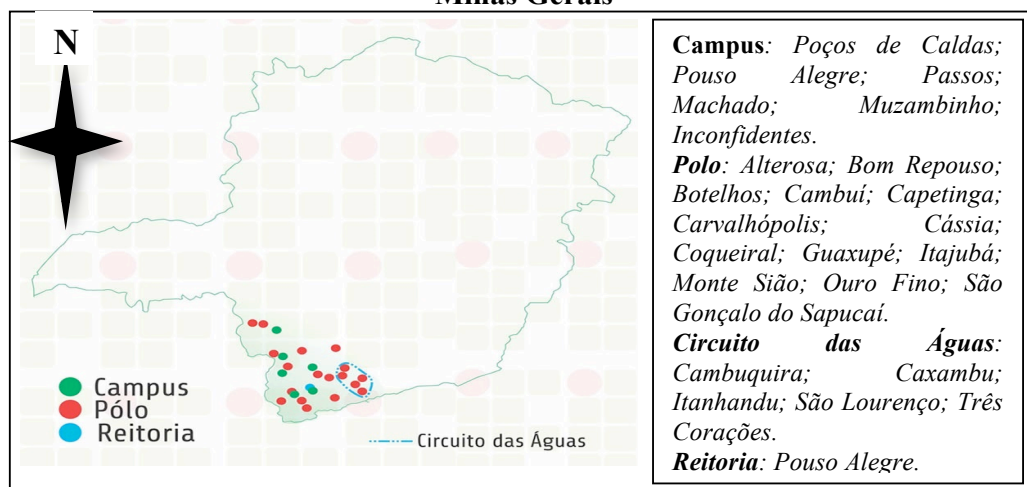 Minas Gerais
N
Campus
Pólo
Reitoria
Circuito das Águas
Campus: Poços de Caldas;
Pouso Alegre; Passos;
Machado; Muzambinho;
Inconfidentes.
Polo: Alterosa; Bom Repouso;
Botelhos; Cambuí; Capetinga;
Carvalhópolis; Cássia;
Coqueiral; Guaxupé; Itajubá;
Monte Sião; Ouro Fino; São
Gonçalo do Sapucaí.
Circuito das Águas:
Cambuquira; Caxambu;
Itanhandu; São Lourenço; Três
Corações.
Reitoria: Pouso Alegre.